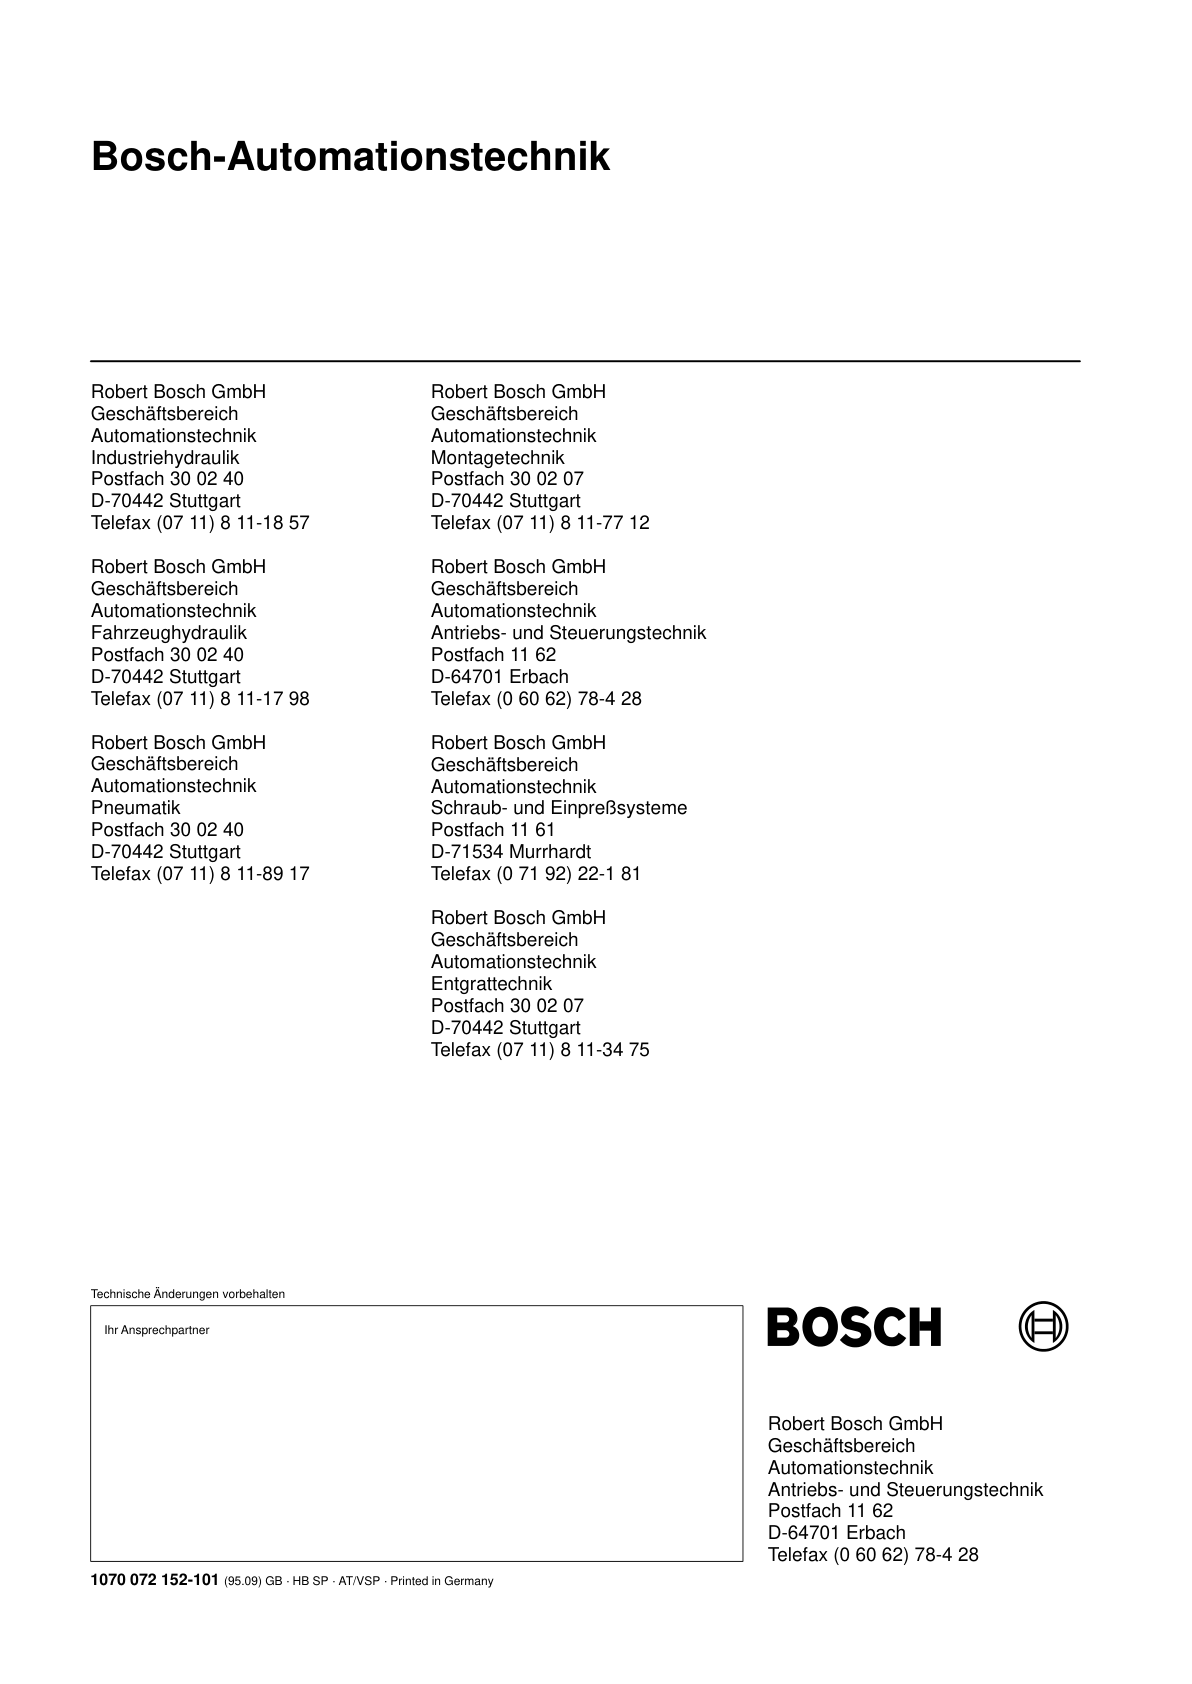 Bosch-Automationstechnik
Robert Bosch GmbH
Geschäftsbereich
Automationstechnik
Industriehydraulik
Postfach 30 02 40
D-70442 Stuttgart
Telefax (07 11) 8 11-18 57
Robert Bosch GmbH
Geschäftsbereich
Automationstechnik
Fahrzeughydraulik
Postfach 30 02 40
D-70442 Stuttgart
Telefax (07 11) 8 11-17 98
Robert Bosch GmbH
Geschäftsbereich
Automationstechnik
Pneumatik
Postfach 30 02 40
D-70442 Stuttgart
Telefax (07 11) 8 11-89 17
Robert Bosch GmbH
Geschäftsbereich
Automationstechnik
Montagetechnik
Postfach 30 02 07
D-70442 Stuttgart
Telefax (07 11) 8 11-77 12
Robert Bosch GmbH
Geschäftsbereich
Automationstechnik
Antriebs- und Steuerungstechnik
Postfach 11 62
D-64701 Erbach
Telefax (0 60 62) 78-4 28
Robert Bosch GmbH
Geschäftsbereich
Automationstechnik
Schraub- und Einpreßsysteme
Postfach 11 61
D-71534 Murrhardt
Telefax (0 71 92) 22-1 81
Robert Bosch GmbH
Geschäftsbereich
Automationstechnik
Entgrattechnik
Postfach 30 02 07
D-70442 Stuttgart
Telefax (07 11) 8 11-34 75
Technische Änderungen vorbehalten
Ihr Ansprechpartner
BOSCH
Robert Bosch GmbH
Geschäftsbereich
Automationstechnik
Antriebs- und Steuerungstechnik
Postfach 11 62
D-64701 Erbach
Telefax (0 60 62) 78-4 28
1070 072 152-101 (95.09) GB · HB SP · AT/VSP · Printed in Germany